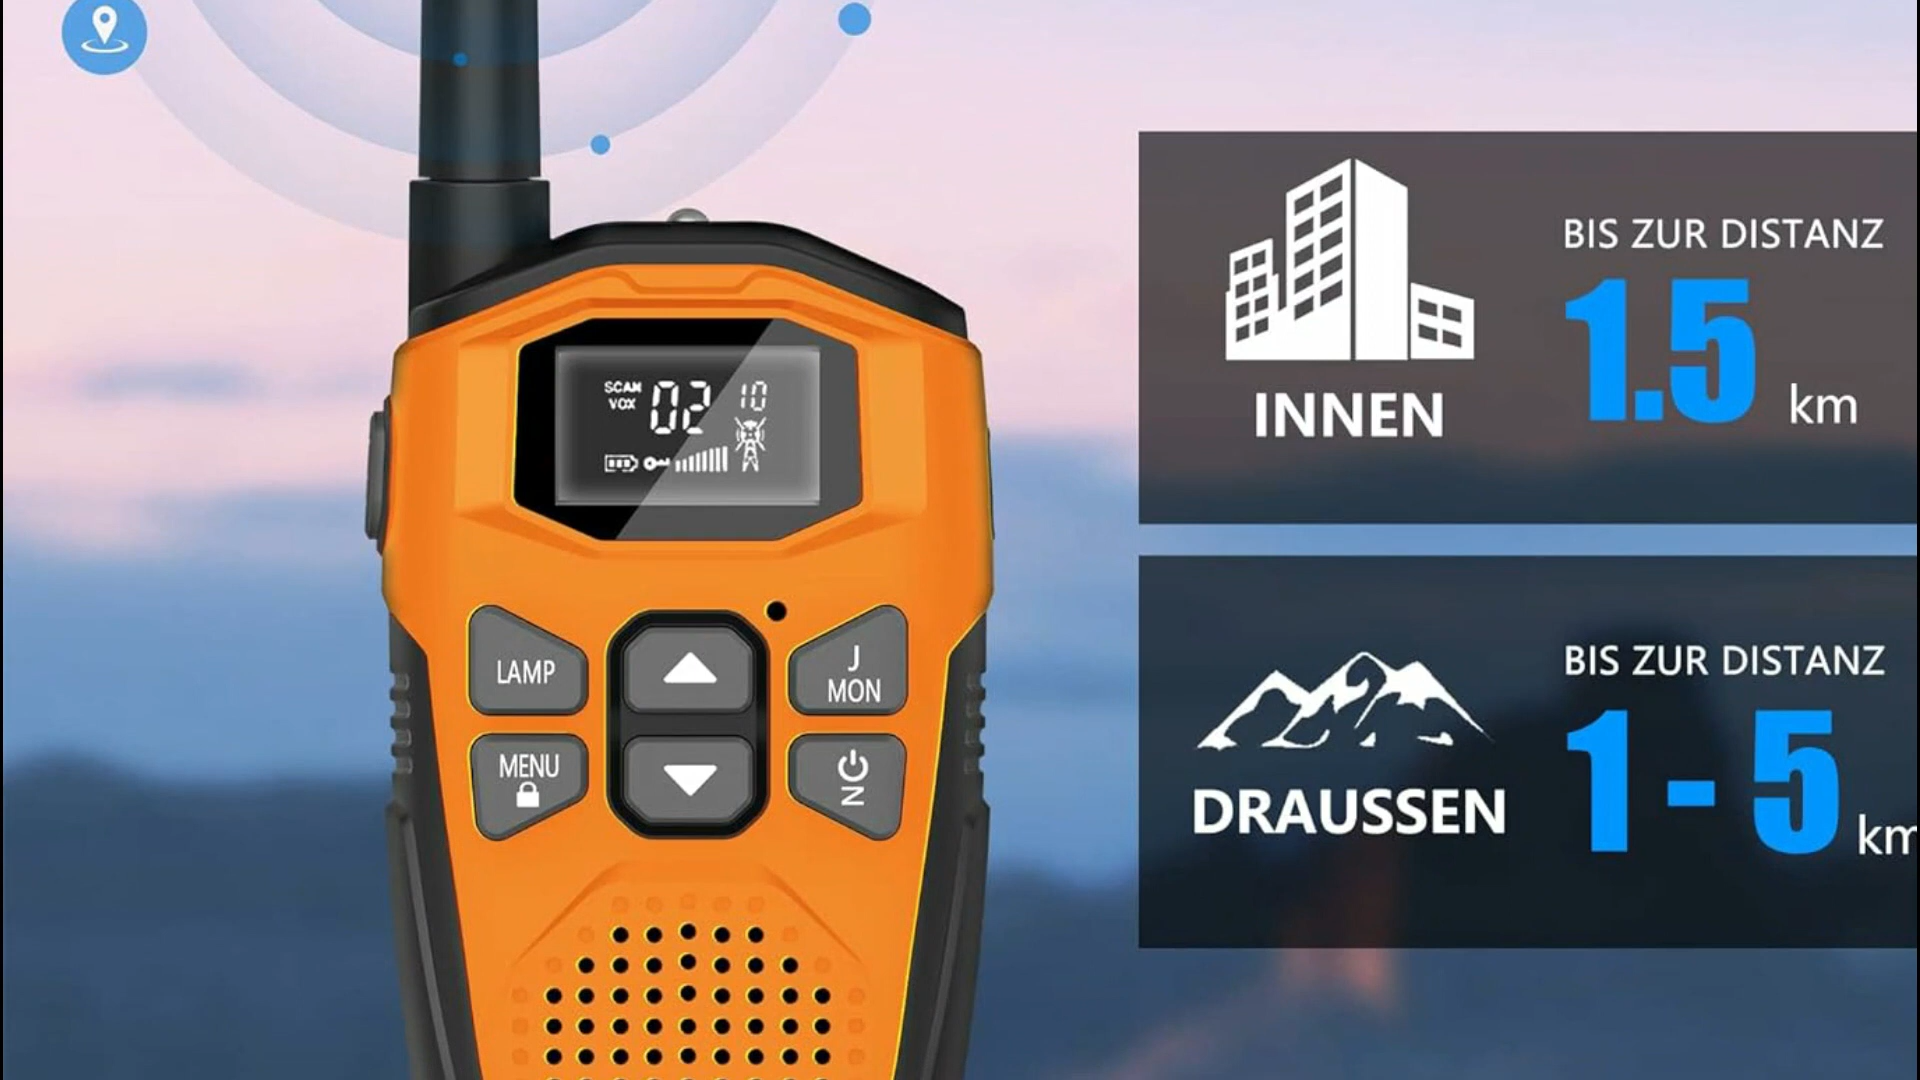 SCAN
VOX
02
10
LAMP
J
MON
MENU
N
BIS ZUR DISTANZ
1.5
km
INNEN
BIS ZUR DISTANZ
1 - 5
km
DRAUSSEN